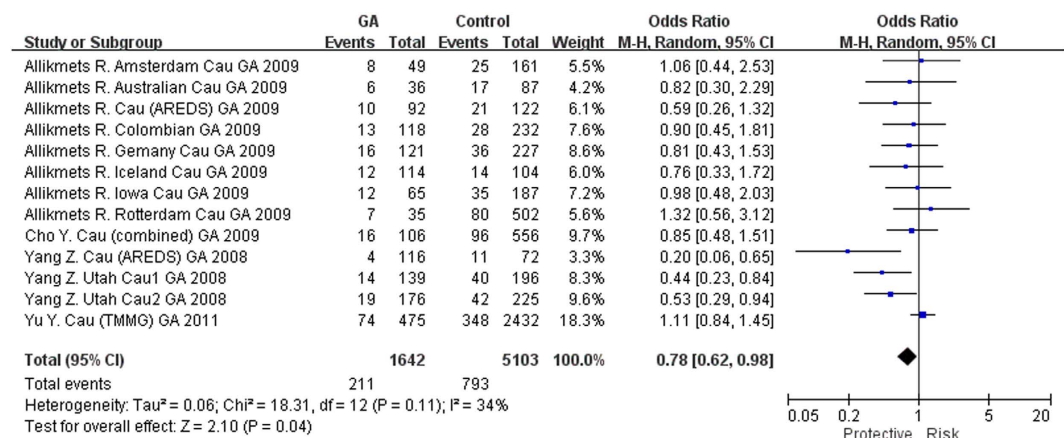 GA Control Odds Ratio Odds Ratio
Study or Subgroup Events Total Events Total Weight M-H, Random, 95% CI M-H, Random, 95% CI
Allikmets R. Amsterdam Cau GA 2009 8 49 25 161 5.5% 1.06 [0.44, 2.53]
Allikmets R. Australian Cau GA 2009 6 36 17 87 4.2% 0.82 [0.30, 2.29]
Allikmets R. Cau (AREDS) GA 2009 10 92 21 122 6.1% 0.59 [0.26, 1.32]
Allikmets R. Colombian GA 2009 13 118 28 232 7.6% 0.90 [0.45, 1.81]
Allikmets R. Gemany Cau GA 2009 16 121 36 227 8.6% 0.81 [0.43, 1.53]
Allikmets R. Iceland Cau GA 2009 12 114 14 104 6.0% 0.76 [0.33, 1.72]
Allikmets R. Iowa Cau GA 2009 12 65 35 187 7.2% 0.98 [0.48, 2.03]
Allikmets R. Rotterdam Cau GA 2009 7 35 80 502 5.6% 1.32 [0.56, 3.12]
Cho Y. Cau (combined) GA 2009 16 106 96 556 9.7% 0.85 [0.48, 1.51]
Yang Z. Cau (AREDS) GA 2008 4 116 11 72 3.3% 0.20 [0.06, 0.65]
Yang Z. Utah Cau1 GA 2008 14 139 40 196 8.3% 0.44 [0.23, 0.84]
Yang Z. Utah Cau2 GA 2008 19 176 42 225 9.6% 0.53 [0.29, 0.94]
Yu Y. Cau (TMMG) GA 2011 74 475 348 2432 18.3% 1.11 [0.84, 1.45]
Total (95% CI) 1642 5103 100.0% 0.78 [0.62, 0.98]
Total events 211 793
Heterogeneity: Tau² = 0.06; Chi² = 18.31, df = 12 (P = 0.11); I² = 34%
Test for overall effect: Z = 2.10 (P = 0.04)
0.05 0.2 1 5 20
Protective Risk